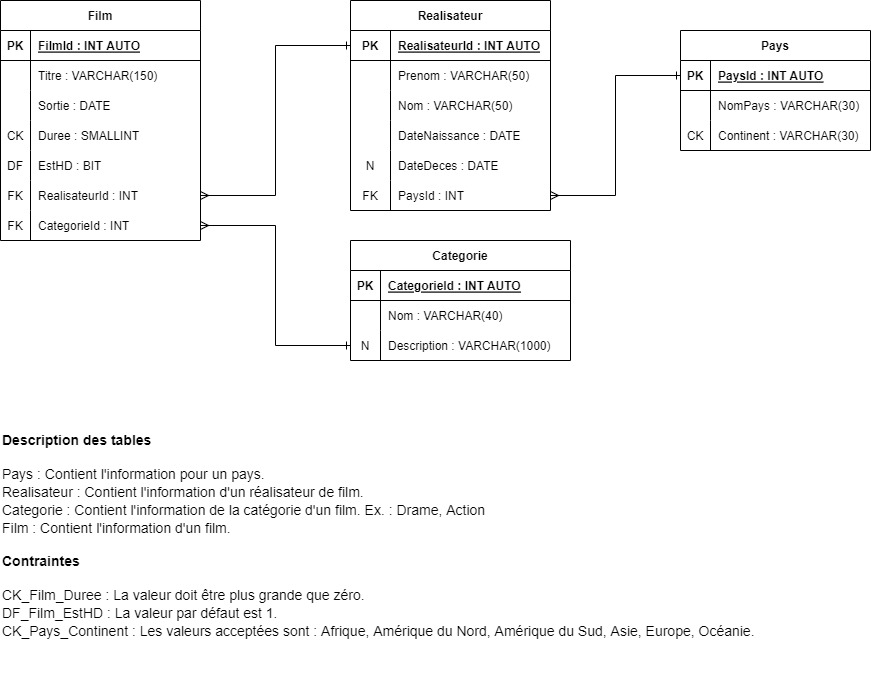 Film
PK FilmId : INT AUTO
Titre : VARCHAR(150)
Sortie : DATE
CK Duree : SMALLINT
DF EstHD : BIT
FK RealisateurId : INT
FK CategorieId : INT
Realisateur
PK RealisateurId : INT AUTO
Prenom : VARCHAR(50)
Nom : VARCHAR(50)
DateNaissance : DATE
N DateDeces : DATE
FK PaysId : INT
Pays
PK PaysId : INT AUTO
NomPays : VARCHAR(30)
CK Continent : VARCHAR(30)
Categorie
PK CategorieId : INT AUTO
Nom : VARCHAR(40)
N Description : VARCHAR(1000)
Description des tables
Pays : Contient l'information pour un pays.
Realisateur : Contient l'information d'un réalisateur de film.
Categorie : Contient l'information de la catégorie d'un film. Ex. : Drame, Action
Film : Contient l'information d'un film.
Contraintes
CK_Film_Duree : La valeur doit être plus grande que zéro.
DF_Film_EstHD : La valeur par défaut est 1.
CK_Pays_Continent : Les valeurs acceptées sont : Afrique, Amérique du Nord, Amérique du Sud, Asie, Europe, Océanie.